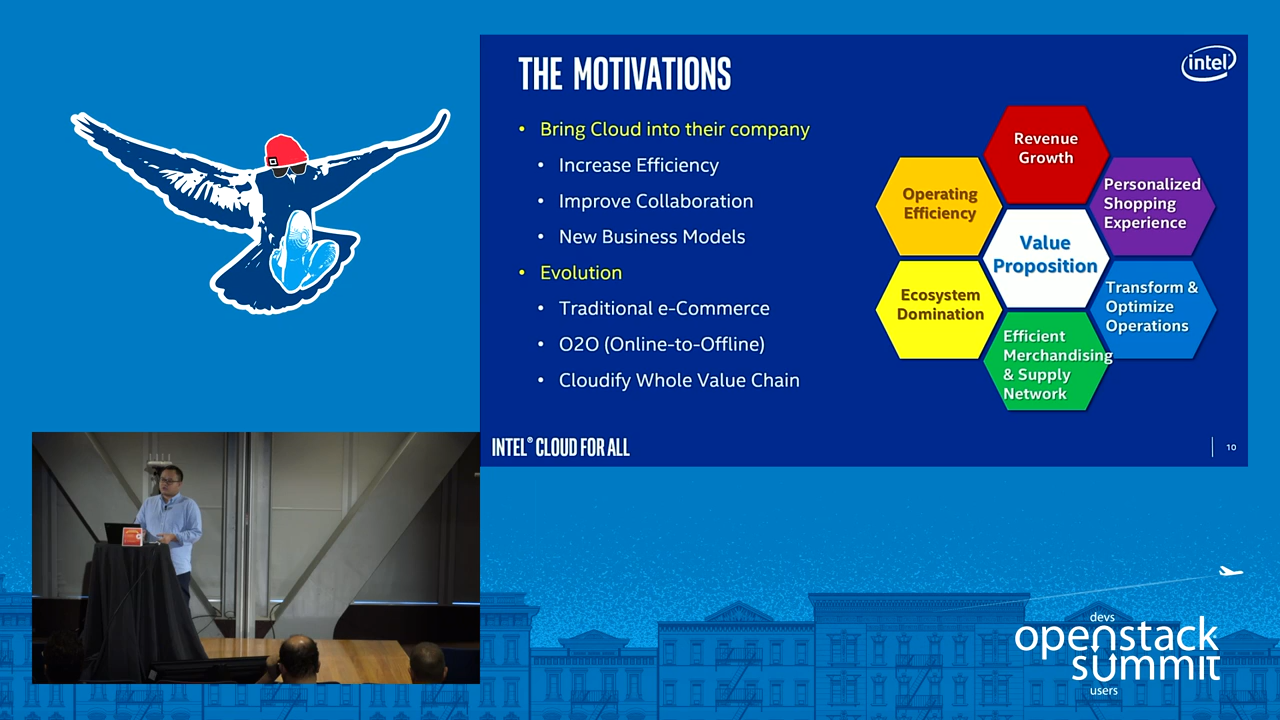 THE MOTIVATIONS
intel
• Bring Cloud into their company
• Increase Efficiency
• Improve Collaboration
• New Business Models
• Evolution
• Traditional e-Commerce
• O2O (Online-to-Offline)
• Cloudify Whole Value Chain
Revenue
Growth
Operating
Efficiency
Personalized
Shopping
Experience
Value
Proposition
Ecosystem
Domination
Transform &
Optimize
Operations
Efficient
Merchandising
& Supply
Network
INTEL® CLOUD FOR ALL
10
devs
openstack
summit
users